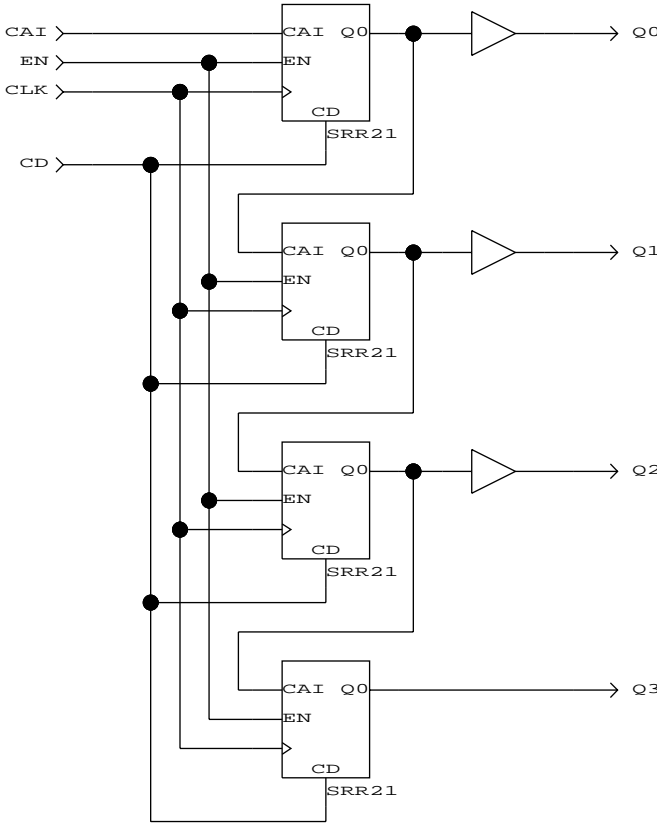 CAI CAI Q0 Q0
EN EN
CLK
CD
SRR21
CD
CAI Q0 Q1
EN
CD
SRR21
CAI Q0 Q2
EN
CD
SRR21
CAI Q0 Q3
EN
CD
SRR21